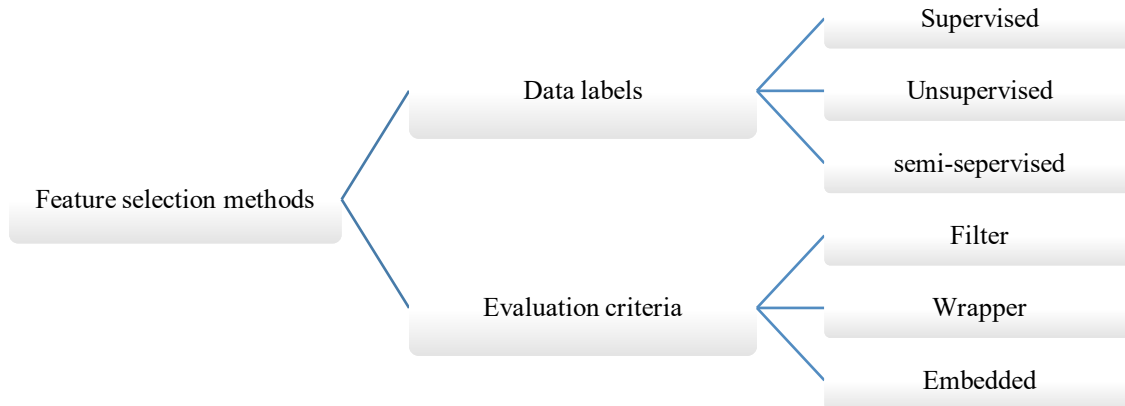 Feature selection methods
Data labels
Supervised
Unsupervised
semi-sepervised
Evaluation criteria
Filter
Wrapper
Embedded